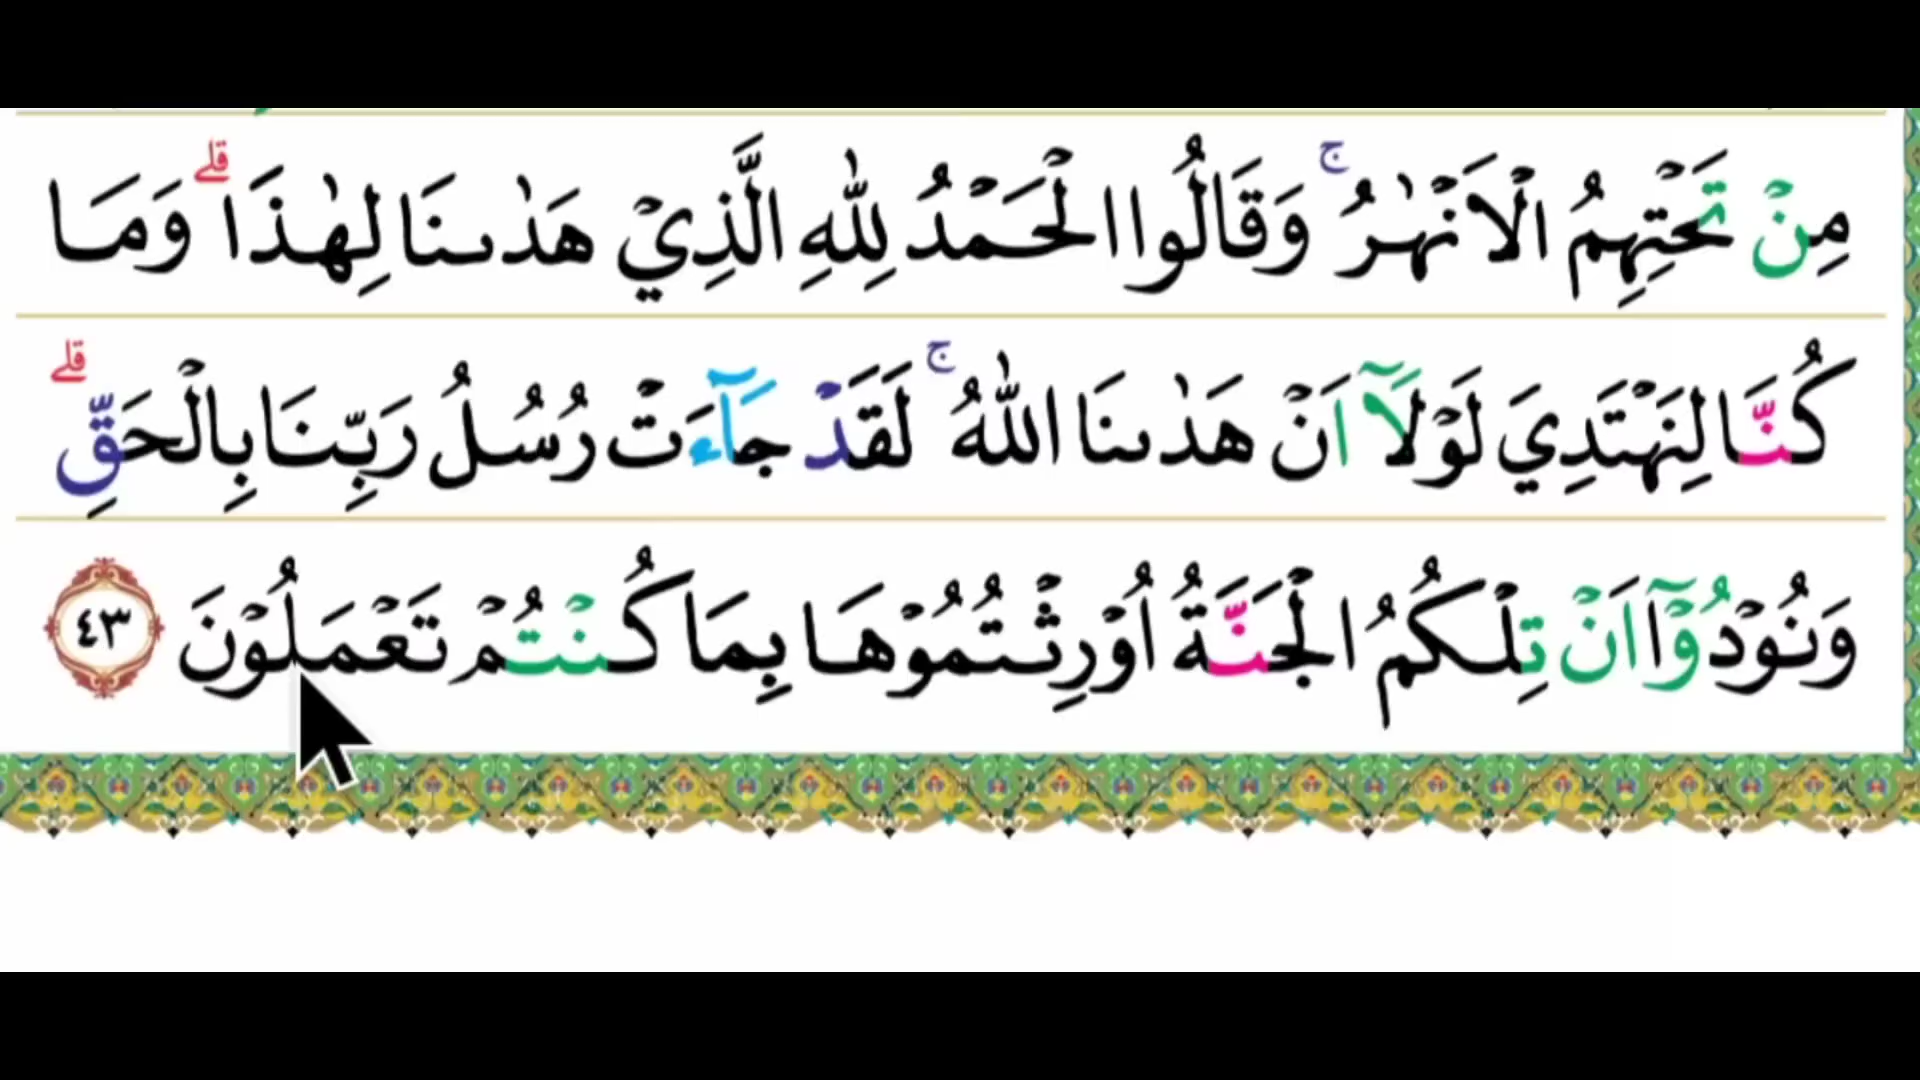 مِنْ تَحْتِهِمُ الْاَنْهٰرُ ۚ وَقَالُوا الْحَمْدُ لِلّٰهِ الَّذِيْ هَدٰىنَا لِهٰذَا ۗ وَمَا
كُنَّا لِنَهْتَدِيَ لَوْلَآ اَنْ هَدٰىنَا اللّٰهُ ۚ لَقَدْ جَآءَتْ رُسُلُ رَبِّنَا بِالْحَقِّ ۗ
وَنُوْدُوْٓا اَنْ تِلْكُمُ الْجَنَّةُ اُوْرِثْتُمُوْهَا بِمَا كُنْتُمْ تَعْمَلُوْنَ ٤٣